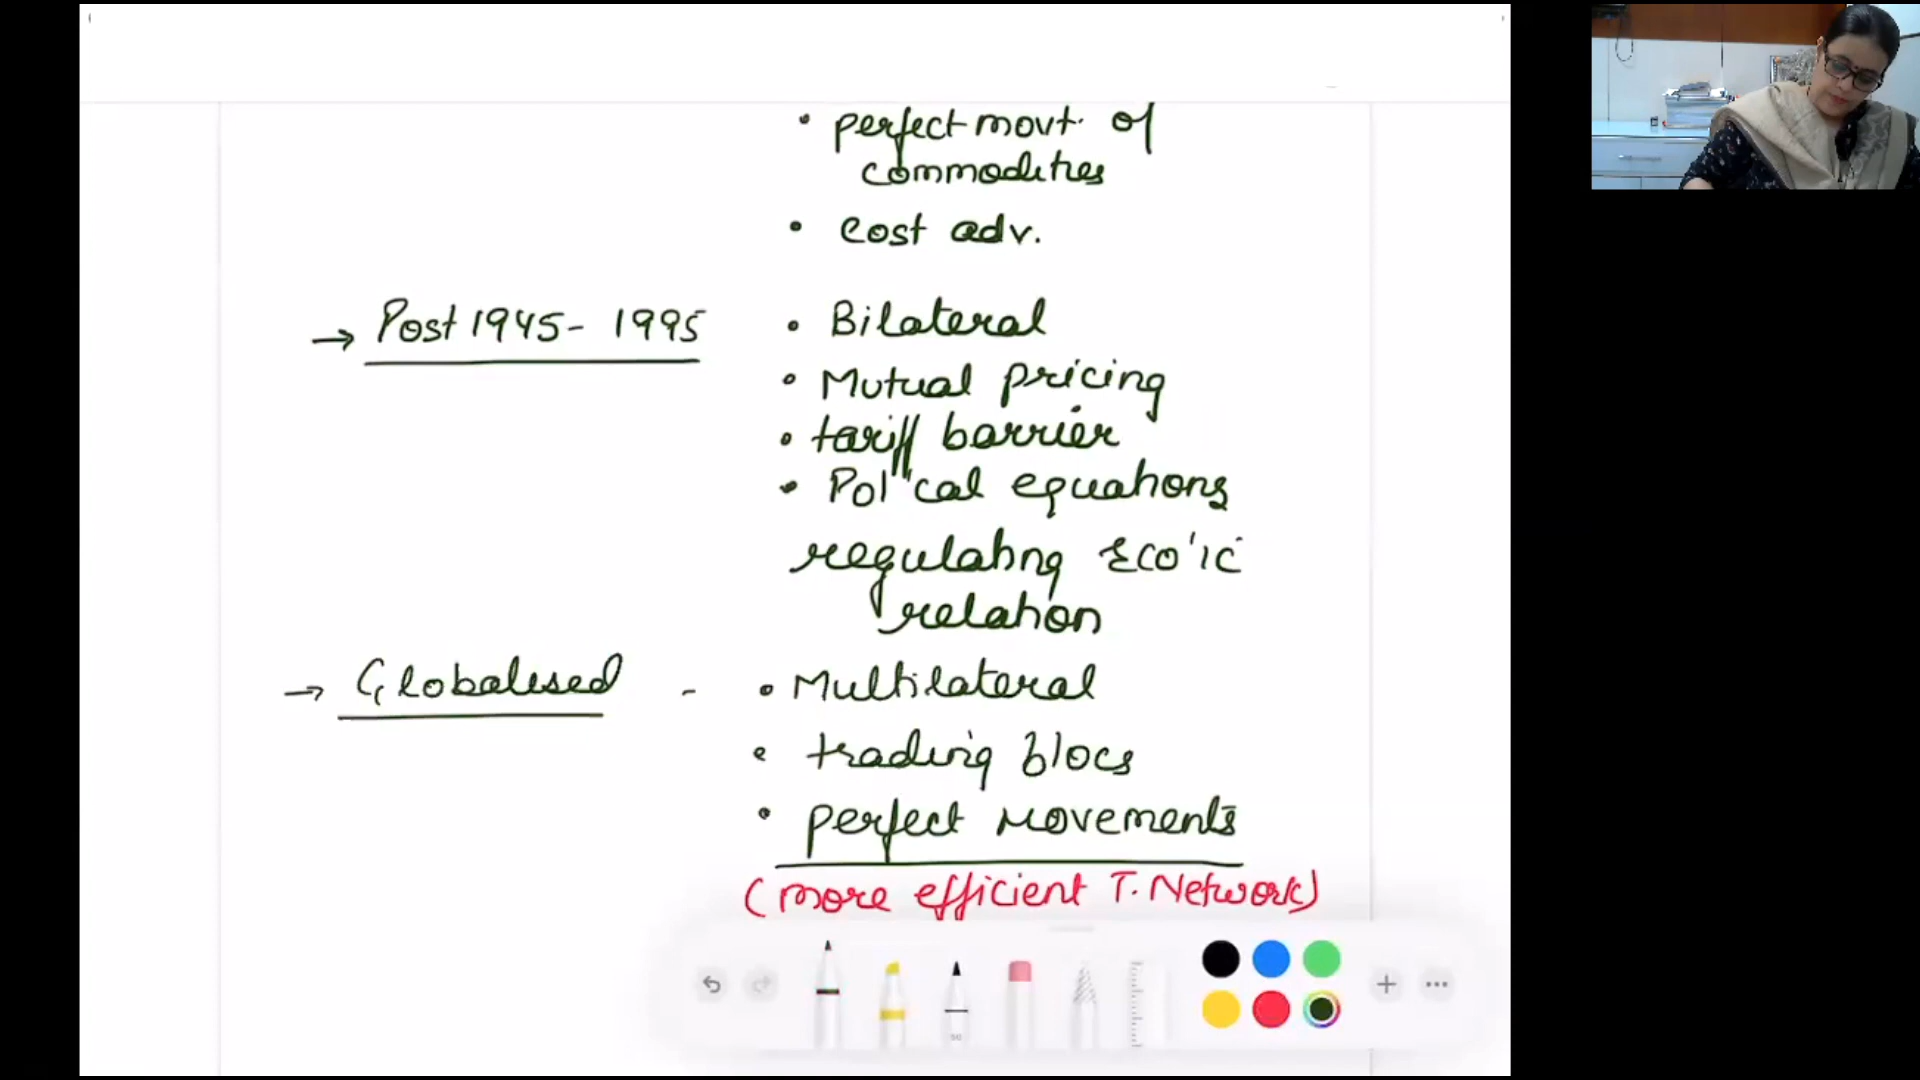 • perfect movt. of
commodities
• cost adv.
→ Post 1945 - 1995 • Bilateral
• Mutual pricing
• tariff barrier
• Pol'cal equations
regulating Eco'ic
relation
→ Globalised - • Multilateral
• trading blocs
• perfect movements
(more efficient T. Network)
50